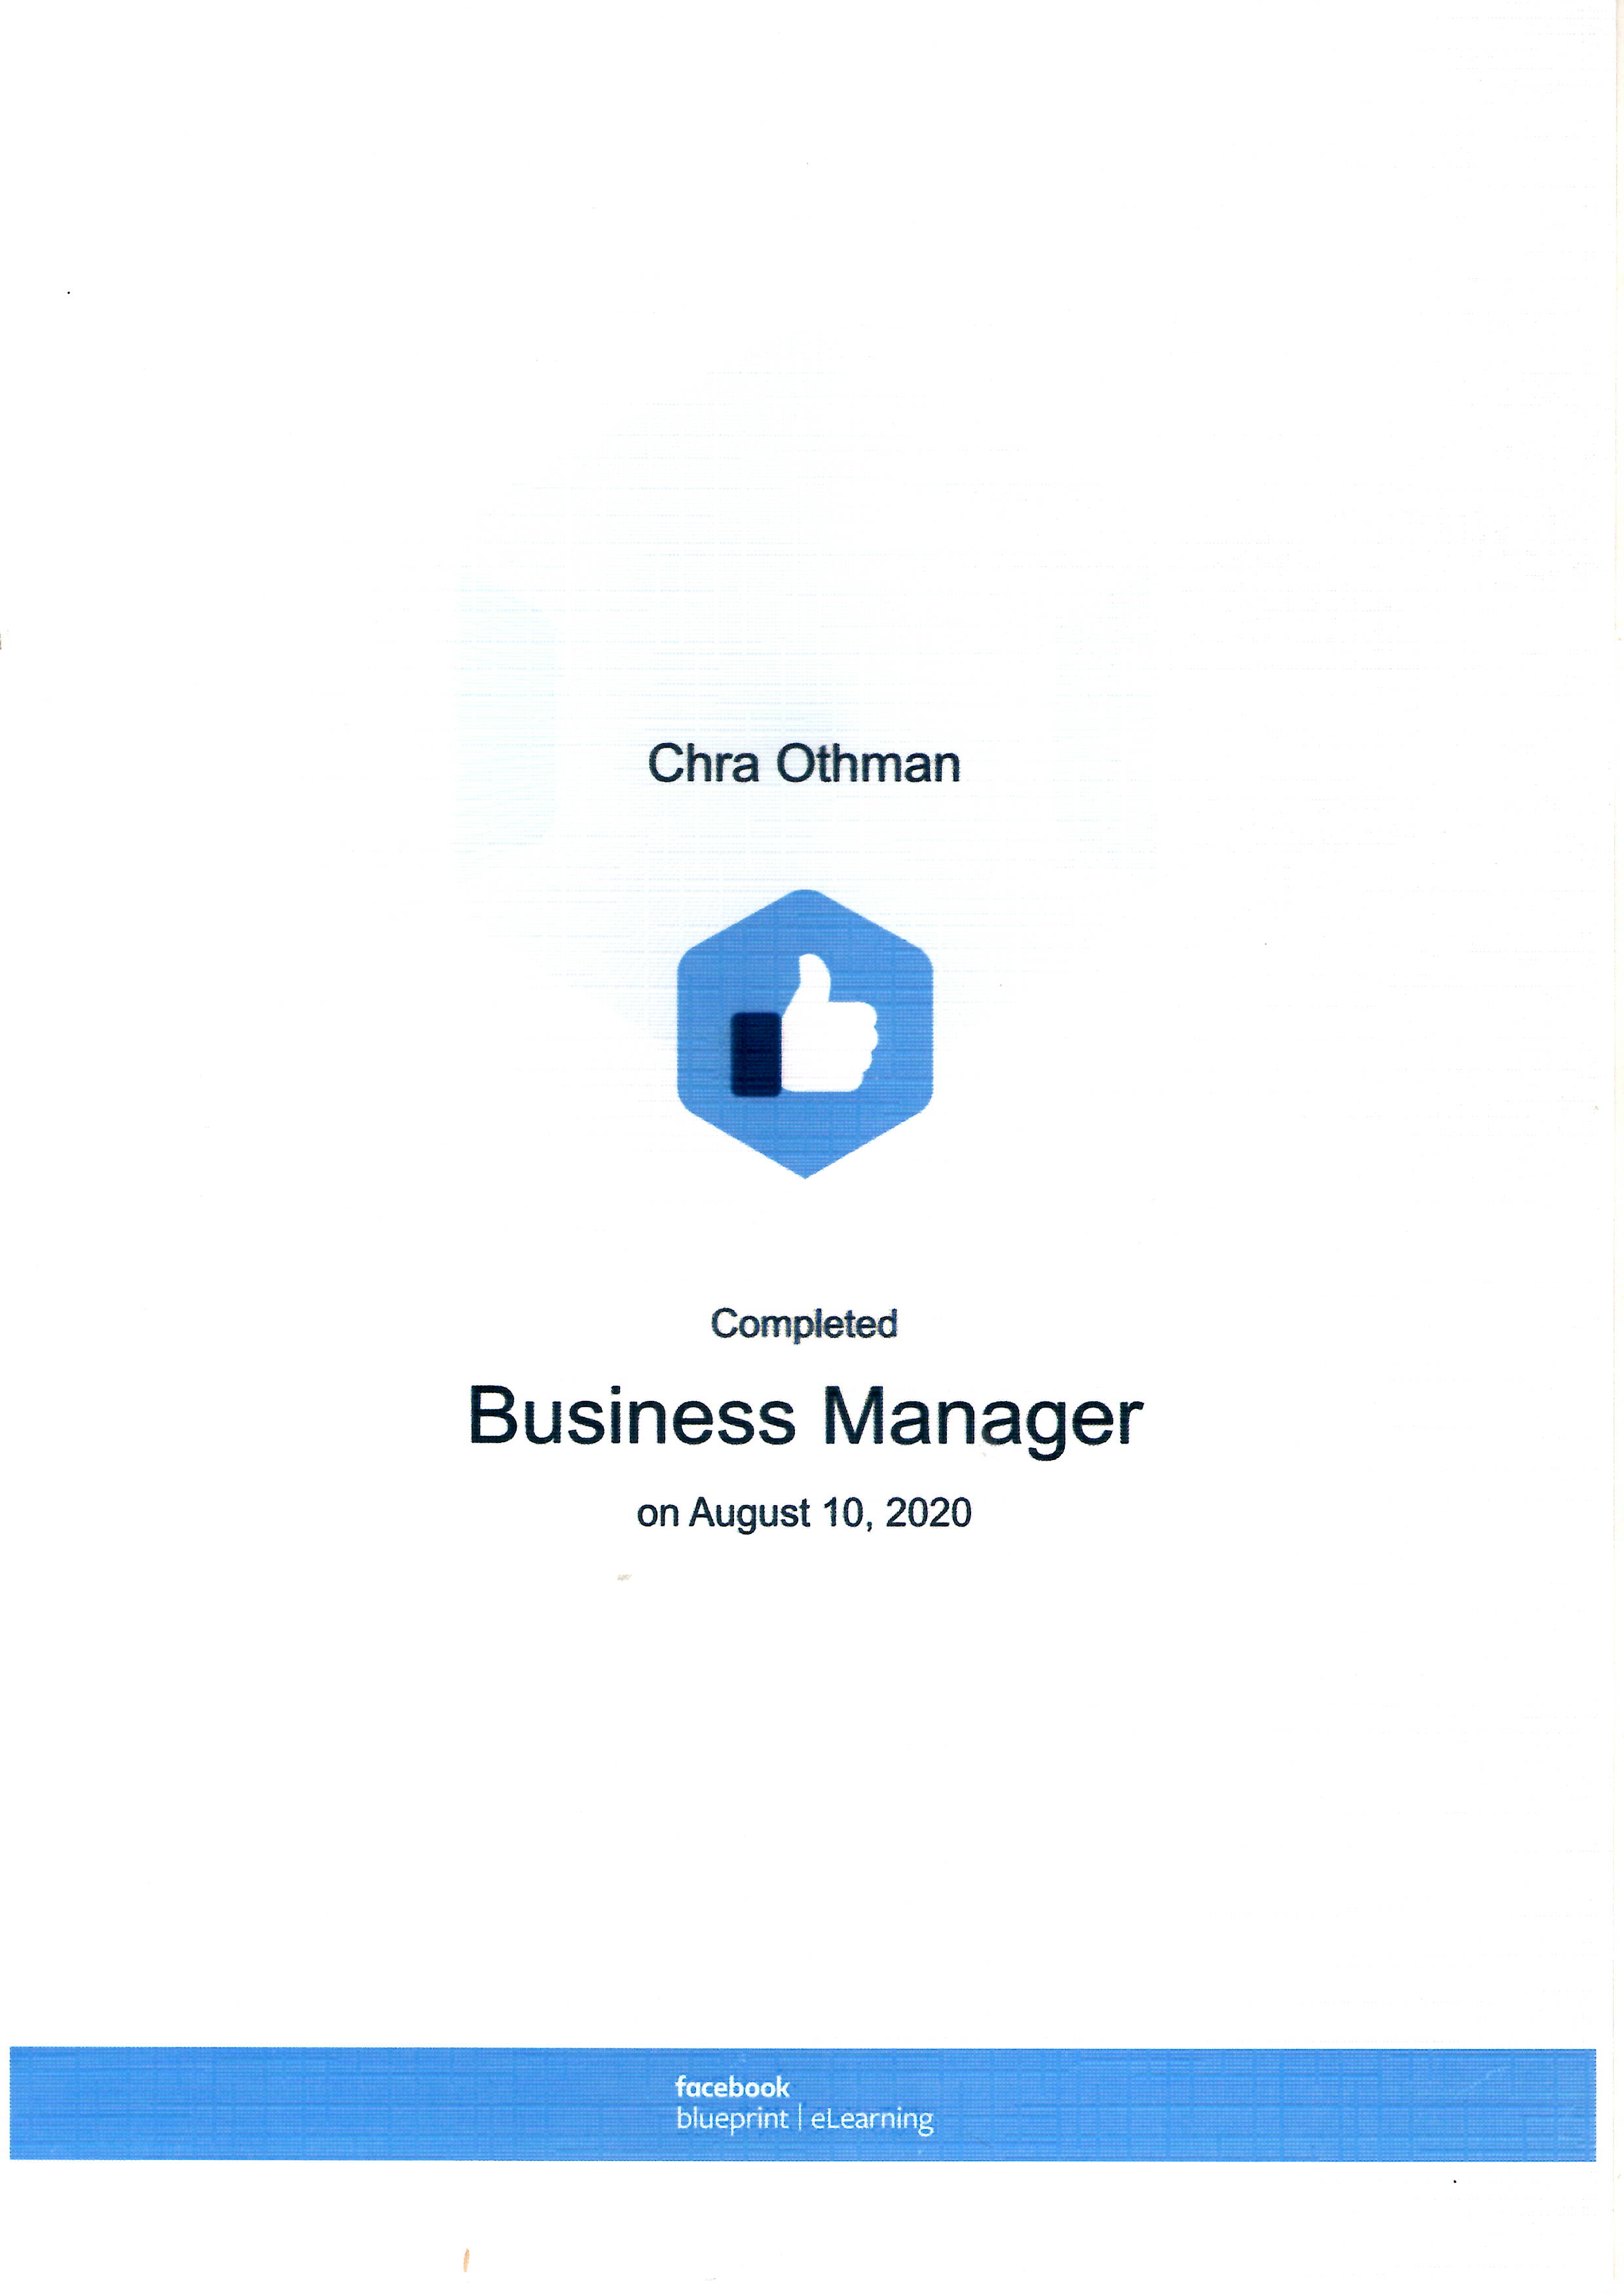 Chra Othman
Completed
Business Manager
on August 10, 2020
facebook
blueprint | eLearning